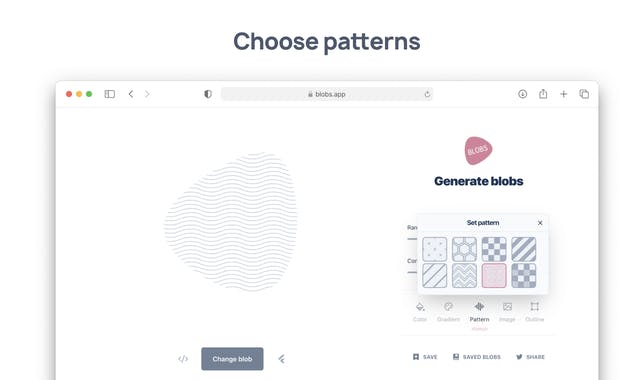 Choose patterns
blobs.app
BLOBS
Generate blobs
Set pattern
Ran
Con
Color
Gradient
Pattern
Image
Outline
Change blob
SAVE
SAVED BLOBS
SHARE